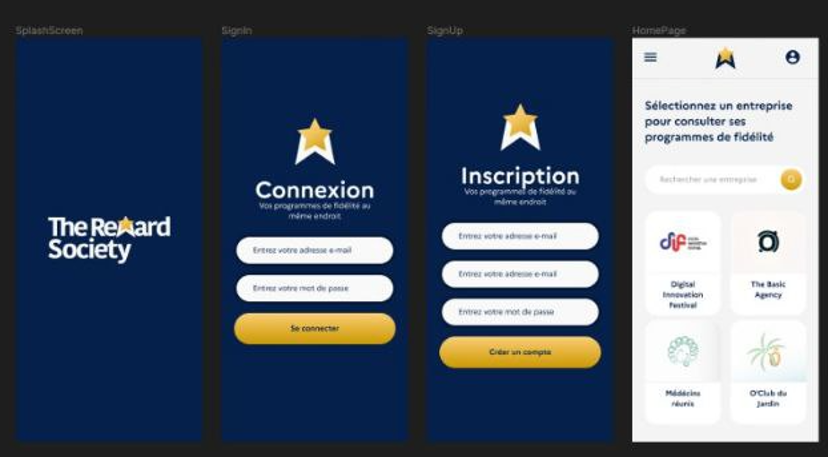 SplashScreen
SignIn
SignUp
HomePage
The Reward
Society
Connexion
Vos programmes de fidélité au
même endroit
Entrez votre adresse e-mail
Entrez votre mot de passe
Se connecter
Inscription
Vos programmes de fidélité au
même endroit
Entrez votre adresse e-mail
Entrez votre adresse e-mail
Entrez votre mot de passe
Créer un compte
Sélectionnez un entreprise
pour consulter ses
programmes de fidélité
Rechercher une entreprise
dif
Digital
Innovation
Festival
The Basic
Agency
Médecins
réunis
O'Club du
Jardin